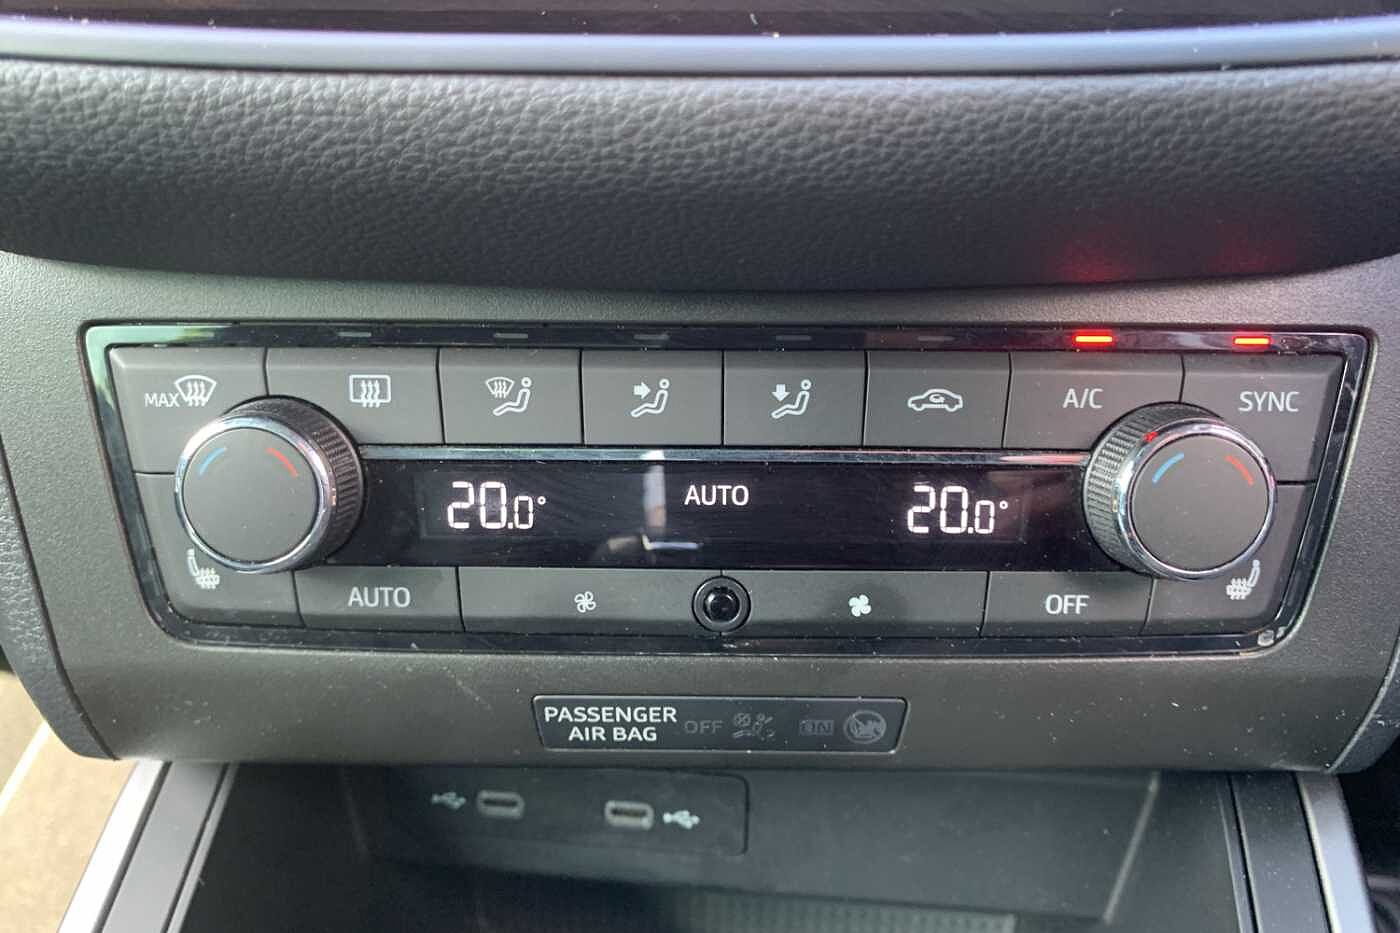 MAX
A/C
SYNC
20.0°
AUTO
20.0°
AUTO
OFF
PASSENGER
AIR BAG
OFF
ON